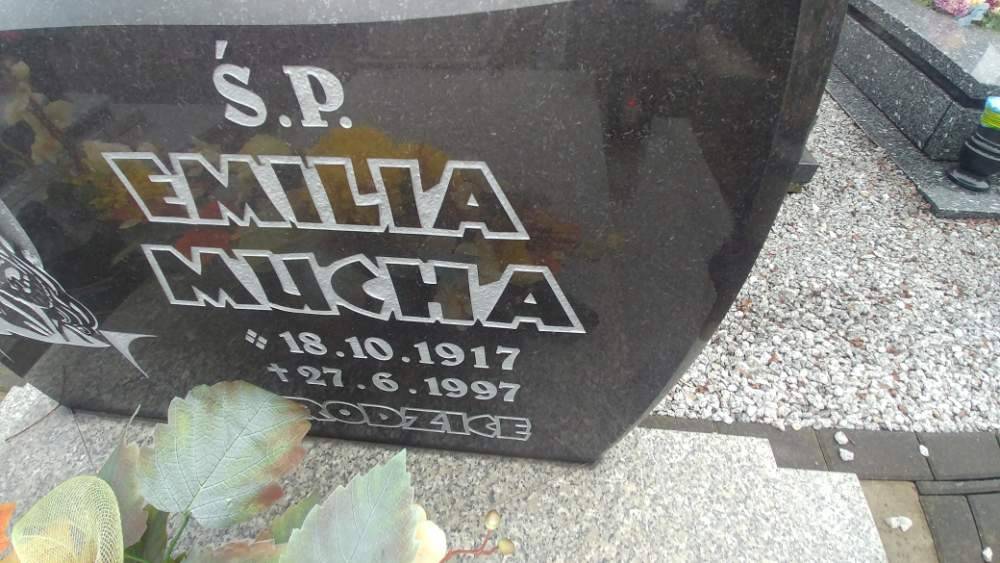 Ś.P.
EMILIA
MUCHA
18.10.1917
✝ 27.6.1997
RODZICE